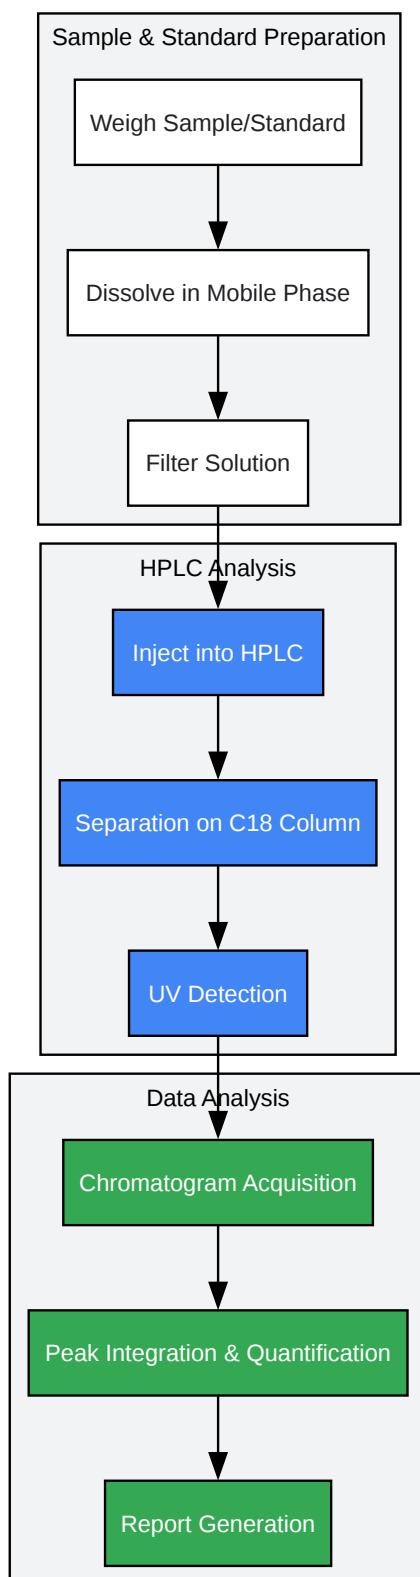 Sample & Standard Preparation
Weigh Sample/Standard
Dissolve in Mobile Phase
Filter Solution
HPLC Analysis
Inject into HPLC
Separation on C18 Column
UV Detection
Data Analysis
Chromatogram Acquisition
Peak Integration & Quantification
Report Generation